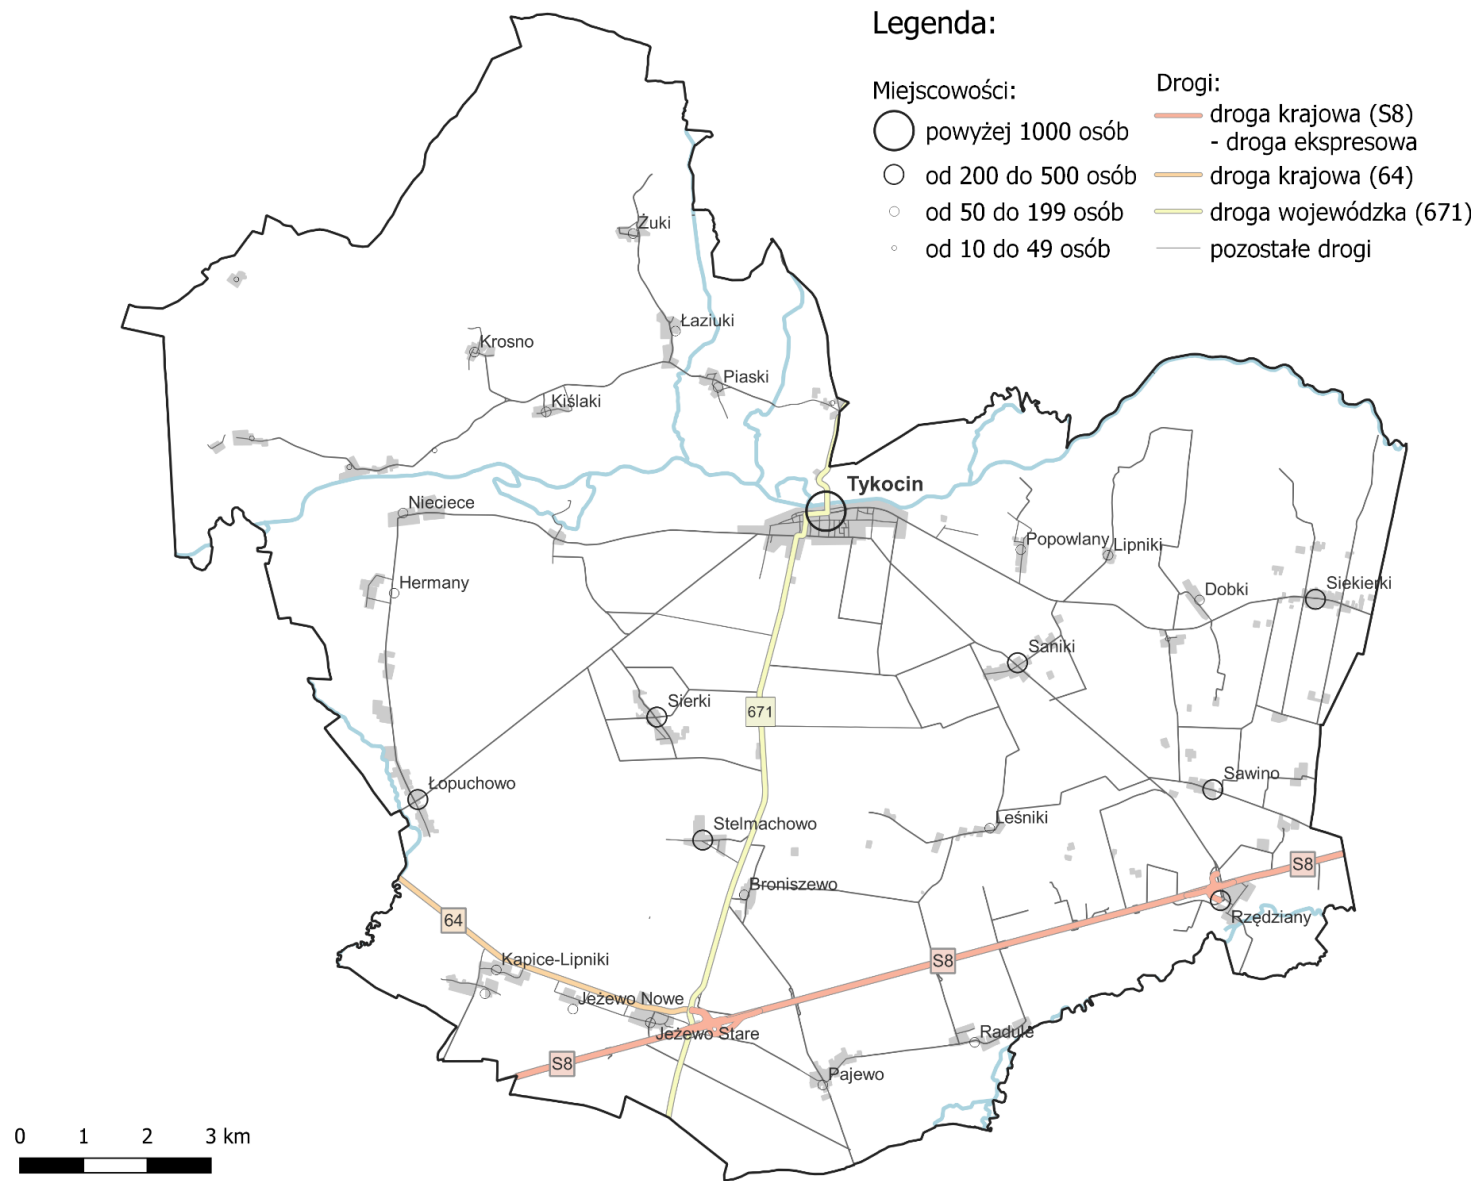 Legenda:
Miejscowości:
powyżej 1000 osób
od 200 do 500 osób
od 50 do 199 osób
od 10 do 49 osób
Drogi:
droga krajowa (S8)
- droga ekspresowa
droga krajowa (64)
droga wojewódzka (671)
pozostałe drogi
Żuki
Łaziuki
Krosno
Piaski
Kiślaki
Tykocin
Nieciece
Popowlany
Lipniki
Hermany
Dobki
Siekierki
Saniki
Sierki
671
Sawino
Łopuchowo
Stelmachowo
Leśniki
S8
Broniszewo
64
Rzędziany
Kapice-Lipniki
S8
Jeżewo Nowe
Jeżewo Stare
Radule
S8
Pajewo
0 1 2 3 km